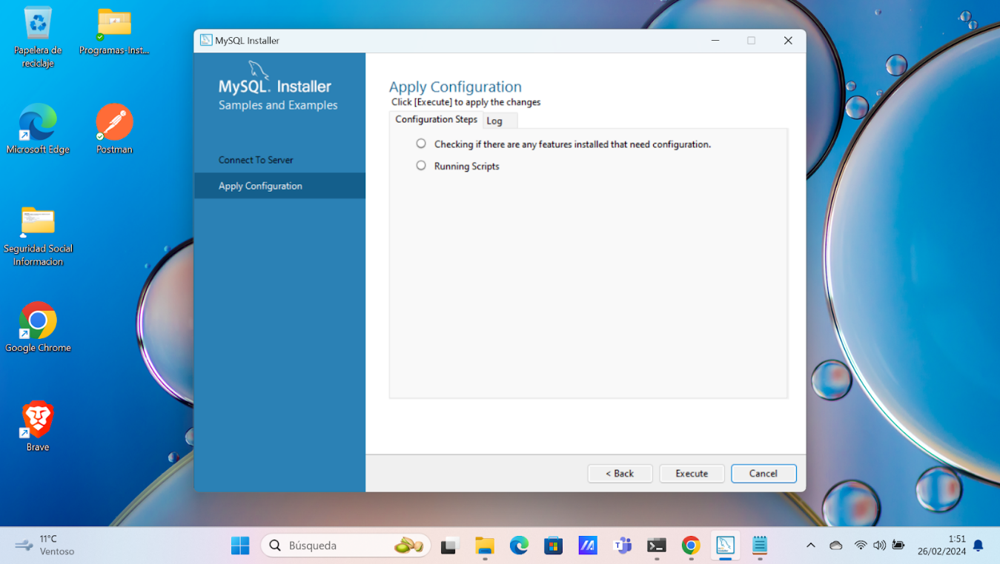 Papelera de
reciclaje
Programas-Inst...
Microsoft Edge
Postman
Seguridad Social
Informacion
Google Chrome
Brave
MySQL Installer
MySQL. Installer
Samples and Examples
Connect To Server
Apply Configuration
Apply Configuration
Click [Execute] to apply the changes
Configuration Steps
Log
Checking if there are any features installed that need configuration.
Running Scripts
< Back
Execute
Cancel
11°C
Ventoso
Búsqueda
1:51
26/02/2024